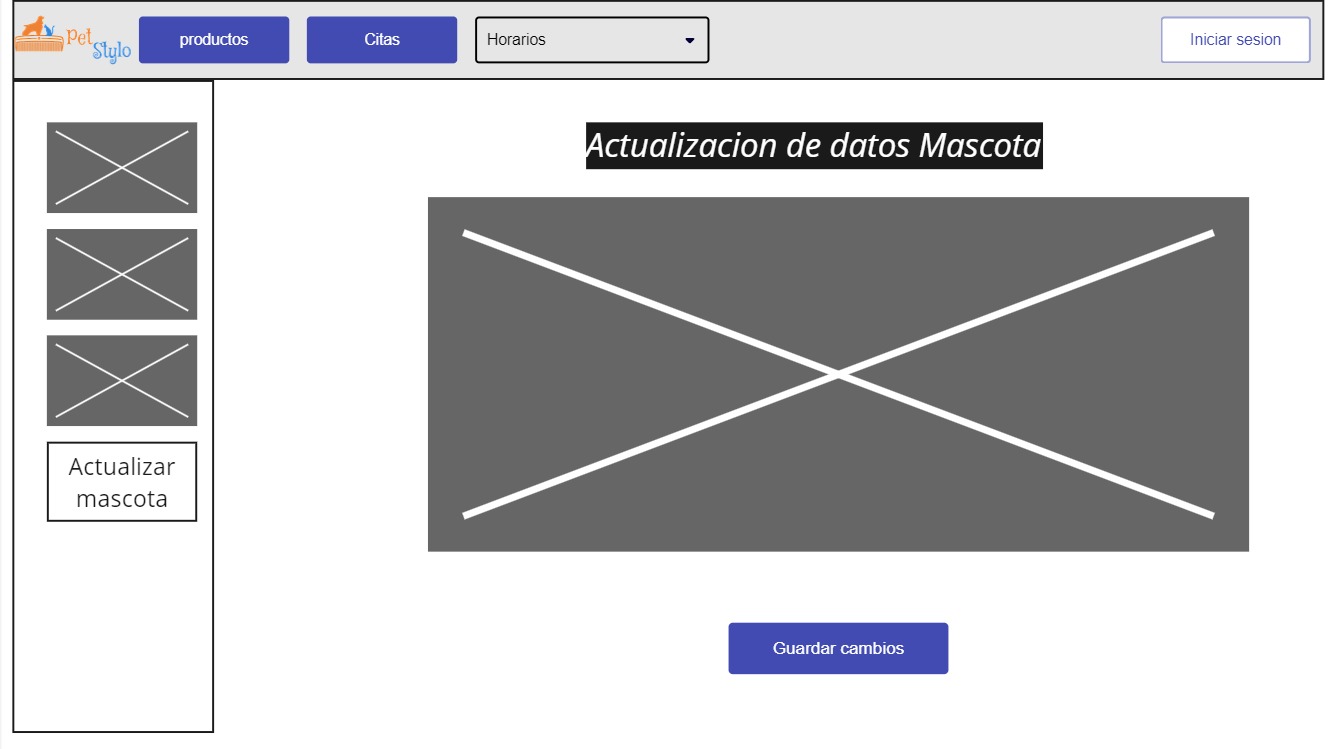 pet
Stylo
productos
Citas
Horarios
Iniciar sesion
Actualizacion de datos Mascota
Actualizar
mascota
Guardar cambios